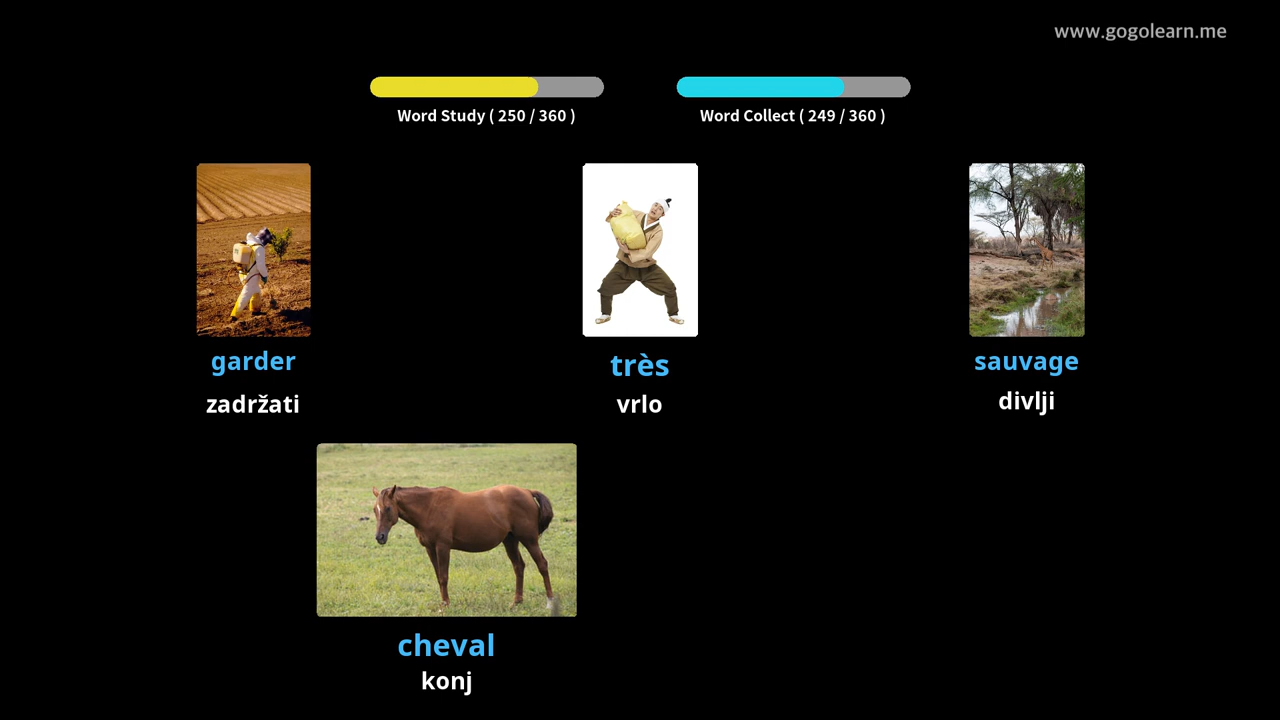 www.gogolearn.me
Word Study ( 250 / 360 )
Word Collect ( 249 / 360 )
garder
très
sauvage
zadržati
vrlo
divlji
cheval
konj